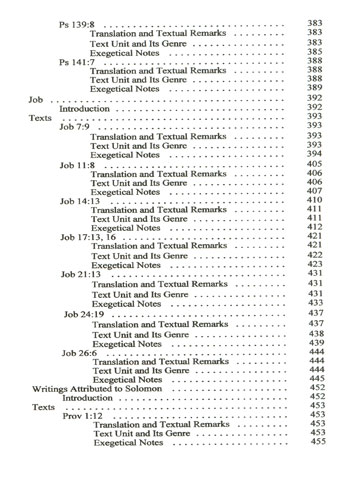 Ps 139:8 . . . . . . . . . . . . . . . . . . . . . . . . . . 383
Translation and Textual Remarks . . . . . . . . . 383
Text Unit and Its Genre . . . . . . . . . . . . . . . 383
Exegetical Notes . . . . . . . . . . . . . . . . . . . 385
Ps 141:7 . . . . . . . . . . . . . . . . . . . . . . . . . . 388
Translation and Textual Remarks . . . . . . . . . 388
Text Unit and Its Genre . . . . . . . . . . . . . . . 388
Exegetical Notes . . . . . . . . . . . . . . . . . . . 389
Job . . . . . . . . . . . . . . . . . . . . . . . . . . . . . . . . . . 392
Introduction . . . . . . . . . . . . . . . . . . . . . . . . . 392
Texts . . . . . . . . . . . . . . . . . . . . . . . . . . . . . . . . 393
Job 7:9 . . . . . . . . . . . . . . . . . . . . . . . . . . . 393
Translation and Textual Remarks . . . . . . . . . 393
Text Unit and Its Genre . . . . . . . . . . . . . . . 393
Exegetical Notes . . . . . . . . . . . . . . . . . . . 394
Job 11:8 . . . . . . . . . . . . . . . . . . . . . . . . . . 405
Translation and Textual Remarks . . . . . . . . . 406
Text Unit and Its Genre . . . . . . . . . . . . . . . 406
Exegetical Notes . . . . . . . . . . . . . . . . . . . 407
Job 14:13 . . . . . . . . . . . . . . . . . . . . . . . . . 410
Translation and Textual Remarks . . . . . . . . . 411
Text Unit and Its Genre . . . . . . . . . . . . . . . 411
Exegetical Notes . . . . . . . . . . . . . . . . . . . 412
Job 17:13, 16 . . . . . . . . . . . . . . . . . . . . . . . 421
Translation and Textual Remarks . . . . . . . . . 421
Text Unit and Its Genre . . . . . . . . . . . . . . . 422
Exegetical Notes . . . . . . . . . . . . . . . . . . . 423
Job 21:13 . . . . . . . . . . . . . . . . . . . . . . . . . 431
Translation and Textual Remarks . . . . . . . . . 431
Text Unit and Its Genre . . . . . . . . . . . . . . . 431
Exegetical Notes . . . . . . . . . . . . . . . . . . . 433
Job 24:19 . . . . . . . . . . . . . . . . . . . . . . . . . 437
Translation and Textual Remarks . . . . . . . . . 437
Text Unit and Its Genre . . . . . . . . . . . . . . . 438
Exegetical Notes . . . . . . . . . . . . . . . . . . . 439
Job 26:6 . . . . . . . . . . . . . . . . . . . . . . . . . . 444
Translation and Textual Remarks . . . . . . . . . 444
Text Unit and Its Genre . . . . . . . . . . . . . . . 444
Exegetical Notes . . . . . . . . . . . . . . . . . . . 445
Writings Attributed to Solomon . . . . . . . . . . . . . . . . 452
Introduction . . . . . . . . . . . . . . . . . . . . . . . . . 452
Texts . . . . . . . . . . . . . . . . . . . . . . . . . . . . . . . . 453
Prov 1:12 . . . . . . . . . . . . . . . . . . . . . . . . . 453
Translation and Textual Remarks . . . . . . . . . 453
Text Unit and Its Genre . . . . . . . . . . . . . . . 453
Exegetical Notes . . . . . . . . . . . . . . . . . . . 455